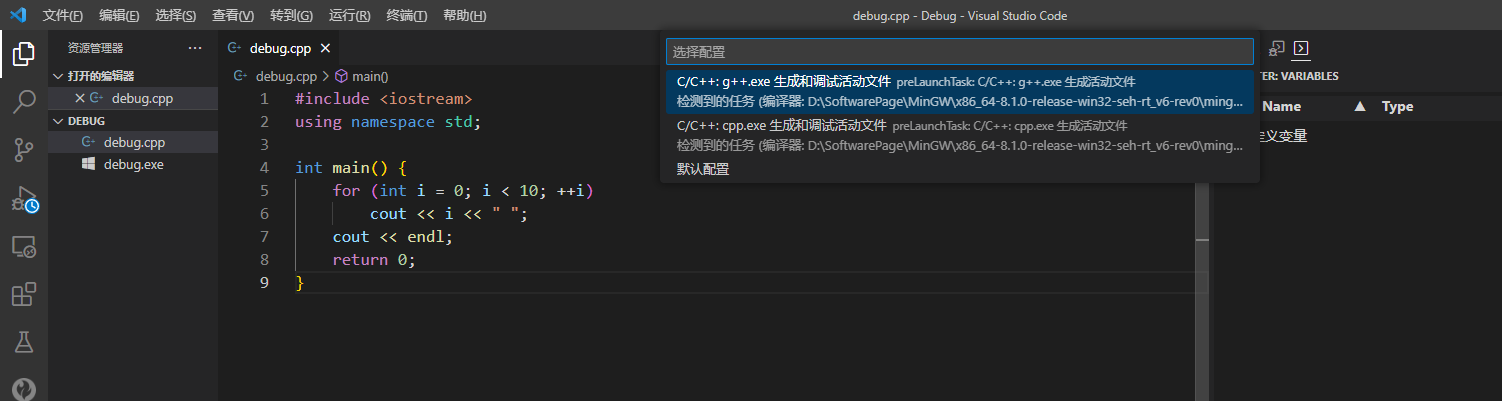 文件(F) 编辑(E) 选择(S) 查看(V) 转到(G) 运行(R) 终端(T) 帮助(H) debug.cpp - Debug - Visual Studio Code
资源管理器 ···
打开的编辑器
debug.cpp
DEBUG
debug.cpp
debug.exe
debug.cpp
debug.cpp > main()
1 #include <iostream>
2 using namespace std;
3
4 int main() {
5 for (int i = 0; i < 10; ++i)
6 cout << i << " ";
7 cout << endl;
8 return 0;
9 }
选择配置
C/C++: g++.exe 生成和调试活动文件 preLaunchTask: C/C++: g++.exe 生成活动文件
检测到的任务 (编译器: D:\SoftwarePage\MinGW\x86_64-8.1.0-release-win32-seh-rt_v6-rev0\ming...
C/C++: cpp.exe 生成和调试活动文件 preLaunchTask: C/C++: cpp.exe 生成活动文件
检测到的任务 (编译器: D:\SoftwarePage\MinGW\x86_64-8.1.0-release-win32-seh-rt_v6-rev0\ming...
默认配置
TER: VARIABLES
Name Type
义变量